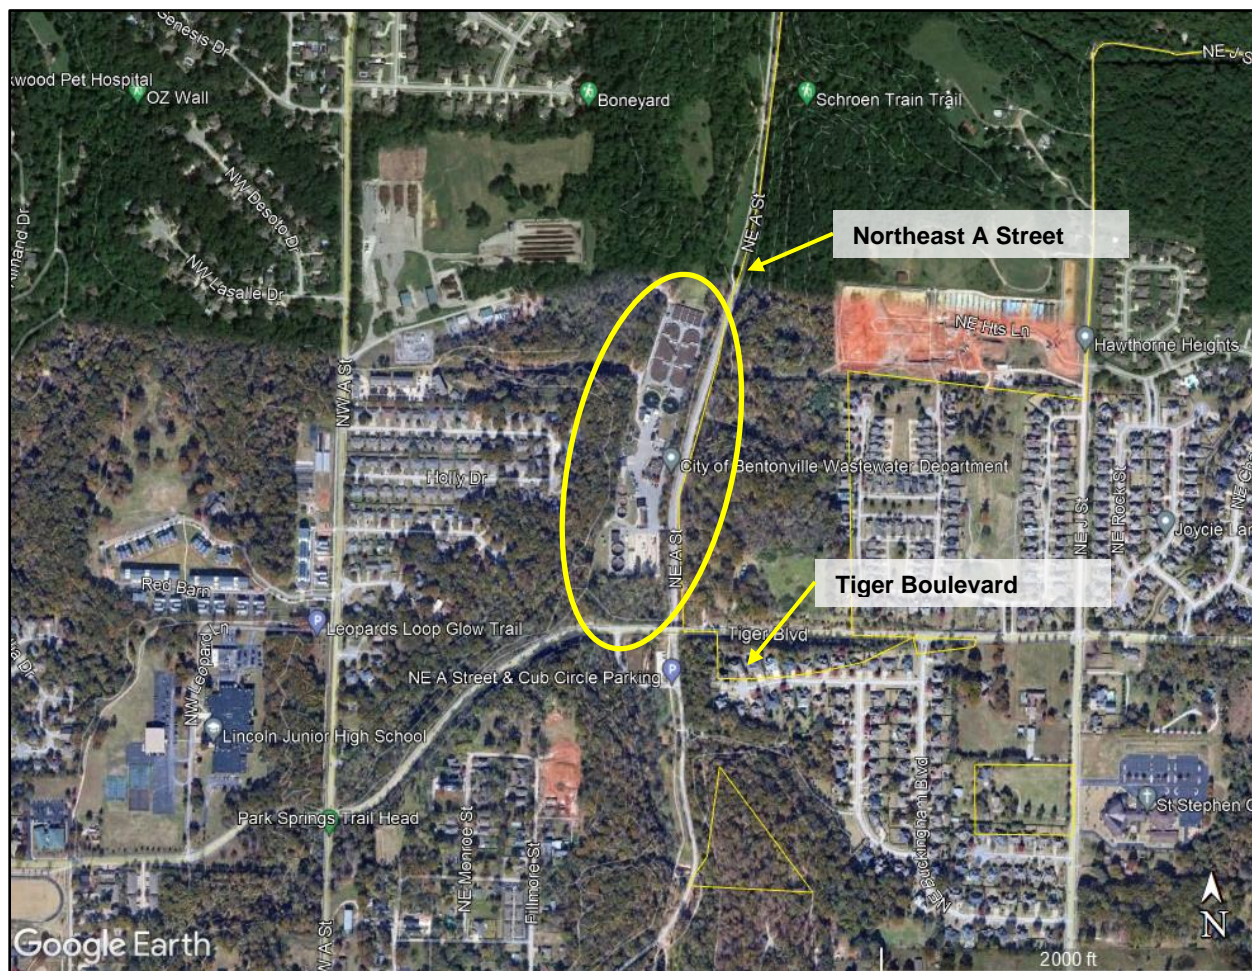 Genesis Dr
kwood Pet Hospital
OZ Wall
Boneyard
Schroen Train Trail
NE J S
NW Desoto Dr
NE A St
Northeast A Street
NW Lasalle Dr
NE Hts Ln
Hawthorne Heights
NW A St
Holly Dr
City of Bentonville Wastewater Department
NE J St
NE Rock St
Joycie Lan
NE A St
Red Barn
Tiger Boulevard
Leopards Loop Glow Trail
Tiger Blvd
NW Leopard Ln
NE A Street & Cub Circle Parking
Lincoln Junior High School
NE Buckingham Blvd
St Stephen C
Park Springs Trail Head
NE Monroe St
Fillmore St
W A St
N
Google Earth
2000 ft